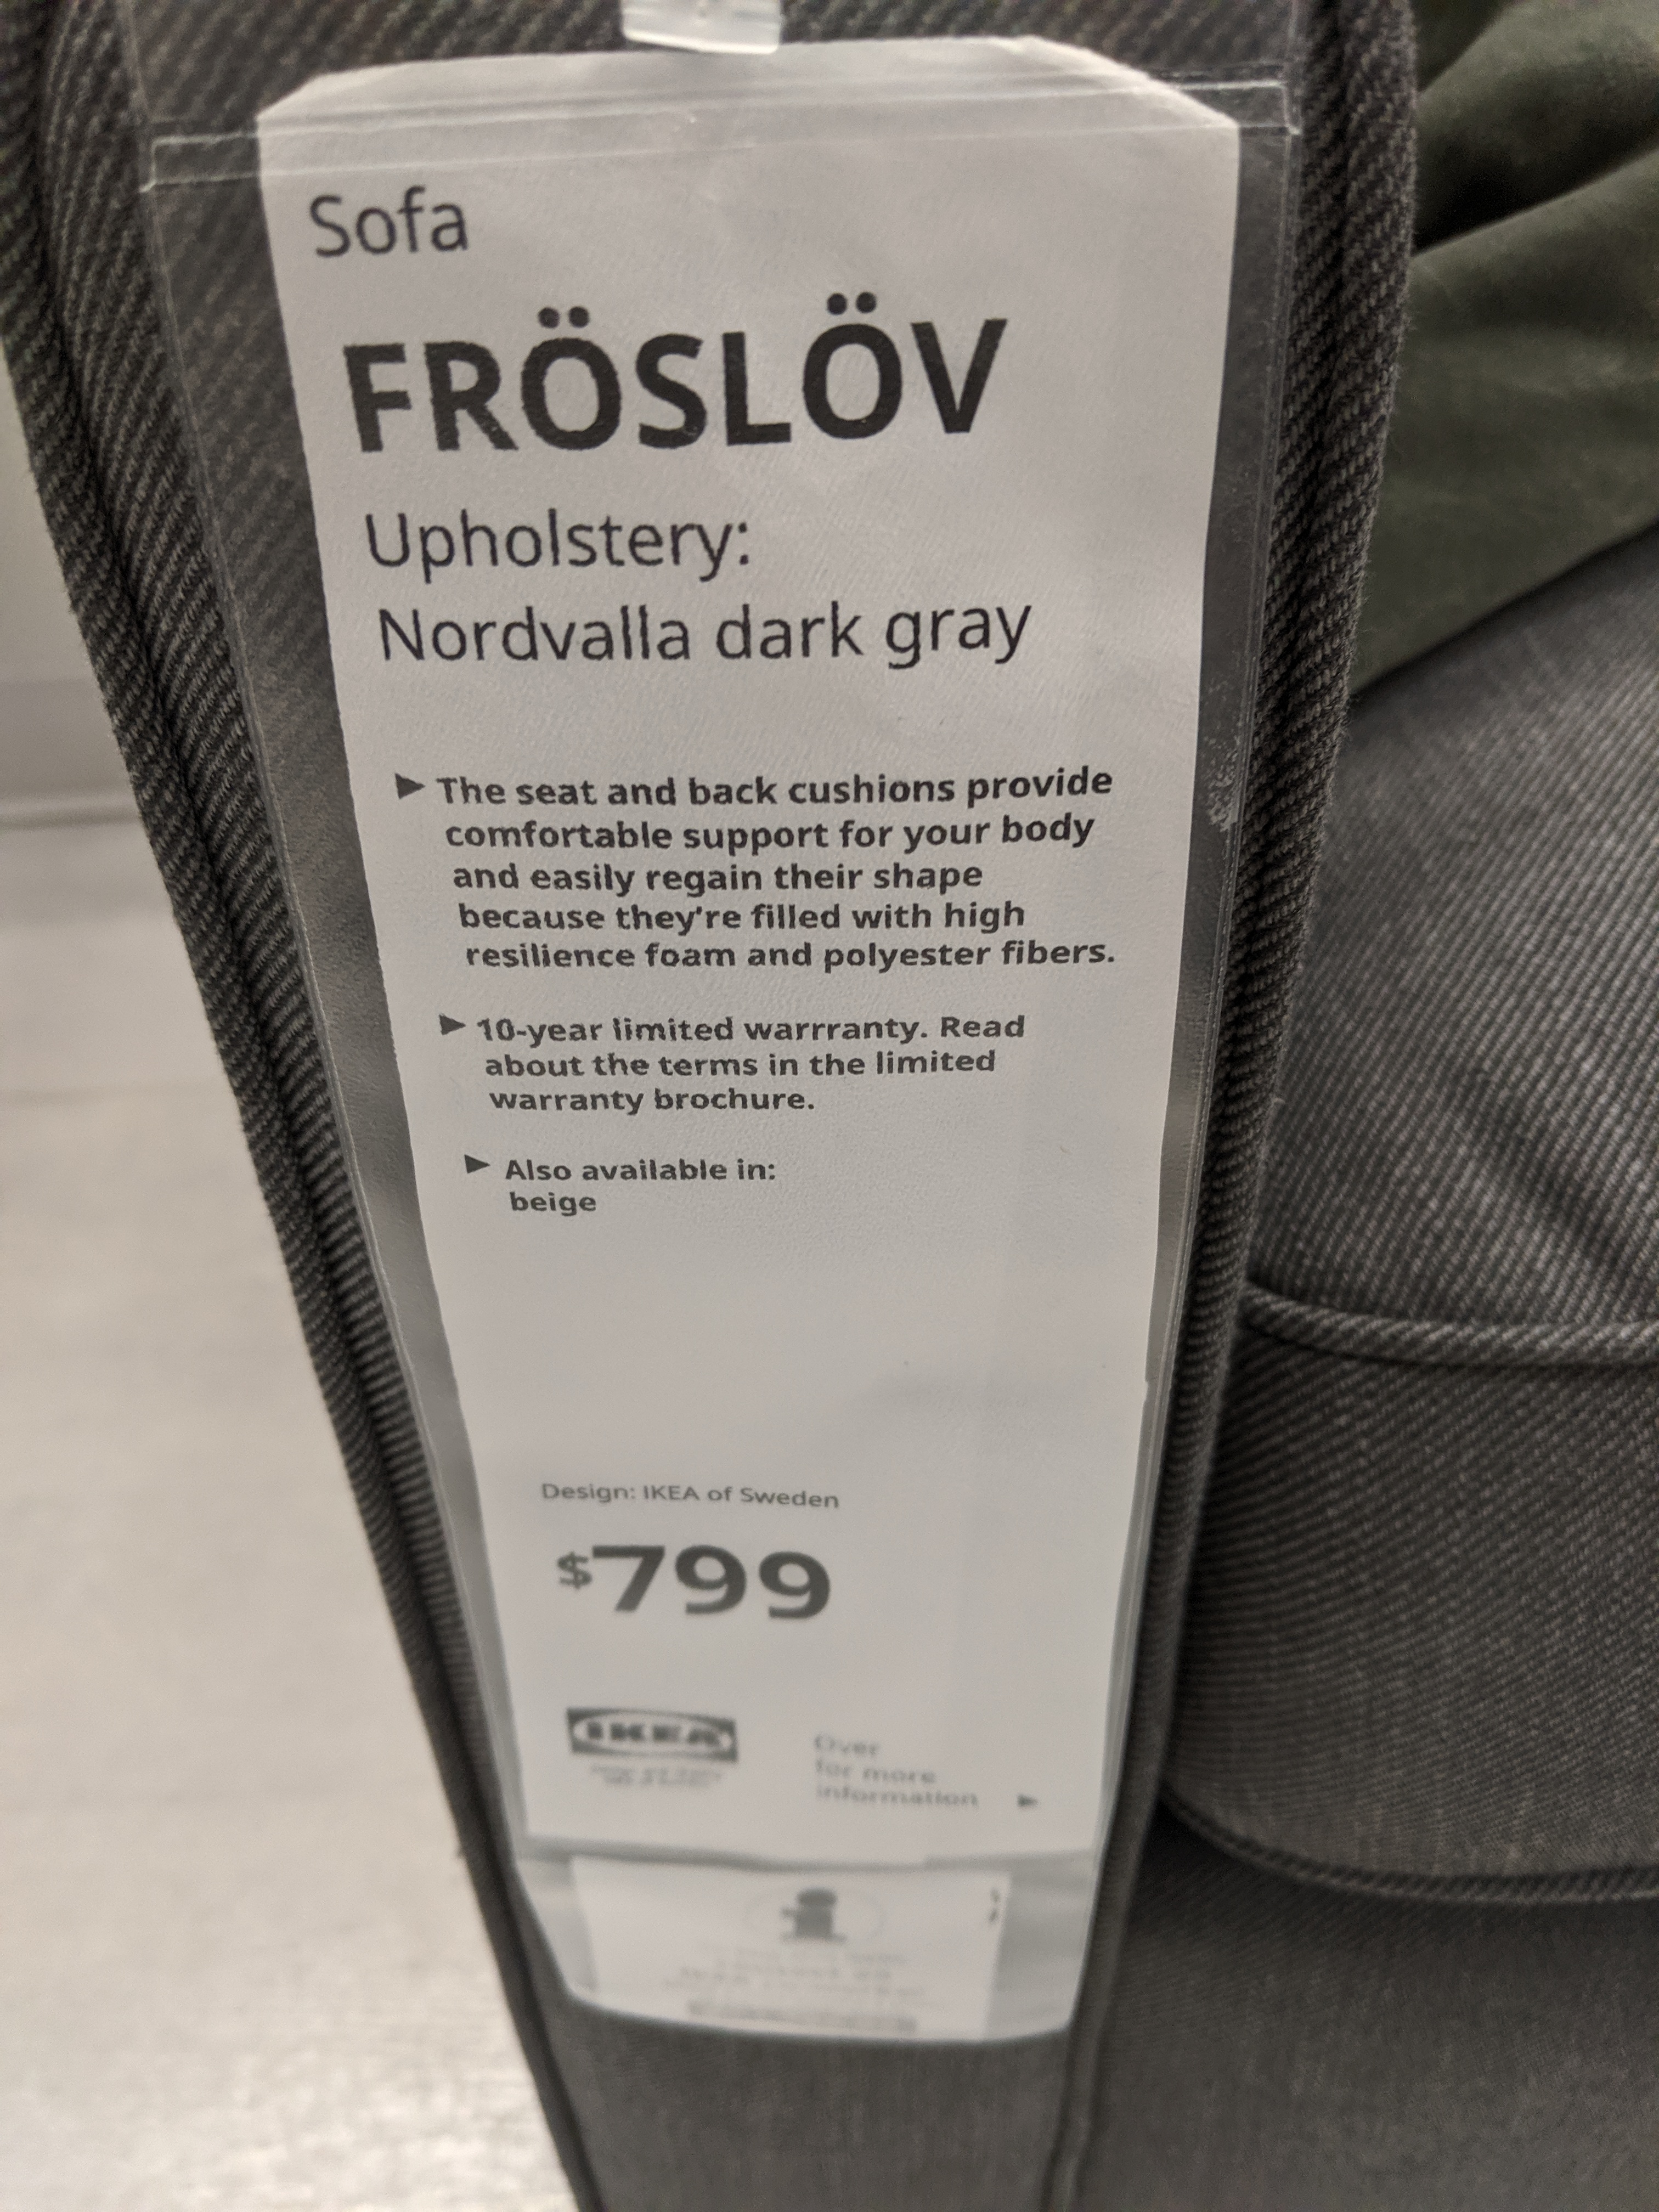 Sofa
FRÖSLÖV
Upholstery:
Nordvalla dark gray
► The seat and back cushions provide
comfortable support for your body
and easily regain their shape
because they're filled with high
resilience foam and polyester fibers.
► 10-year limited warrranty. Read
about the terms in the limited
warranty brochure.
► Also available in:
beige
Design: IKEA of Sweden
$799
IKEA
Over
for more
information ►